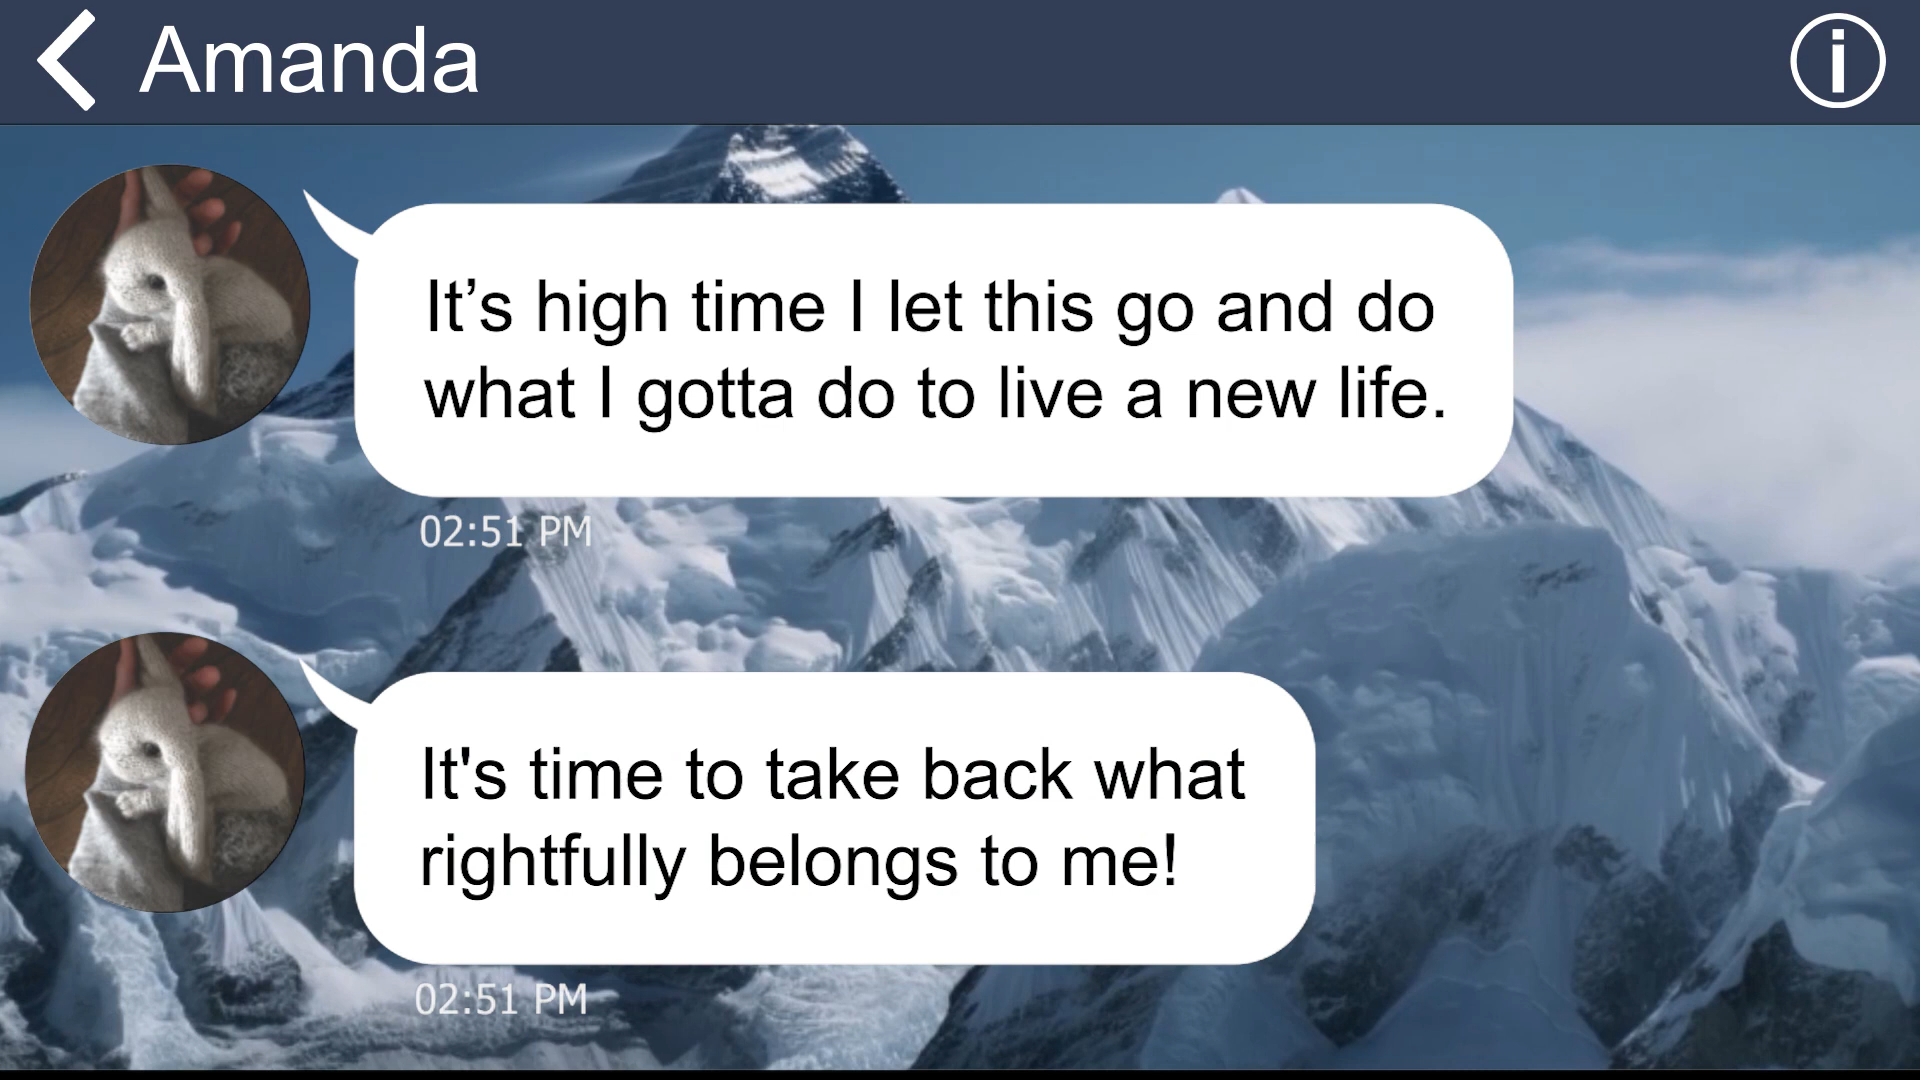 Amanda
It’s high time I let this go and do
what I gotta do to live a new life.
02:51 PM
It's time to take back what
rightfully belongs to me!
02:51 PM